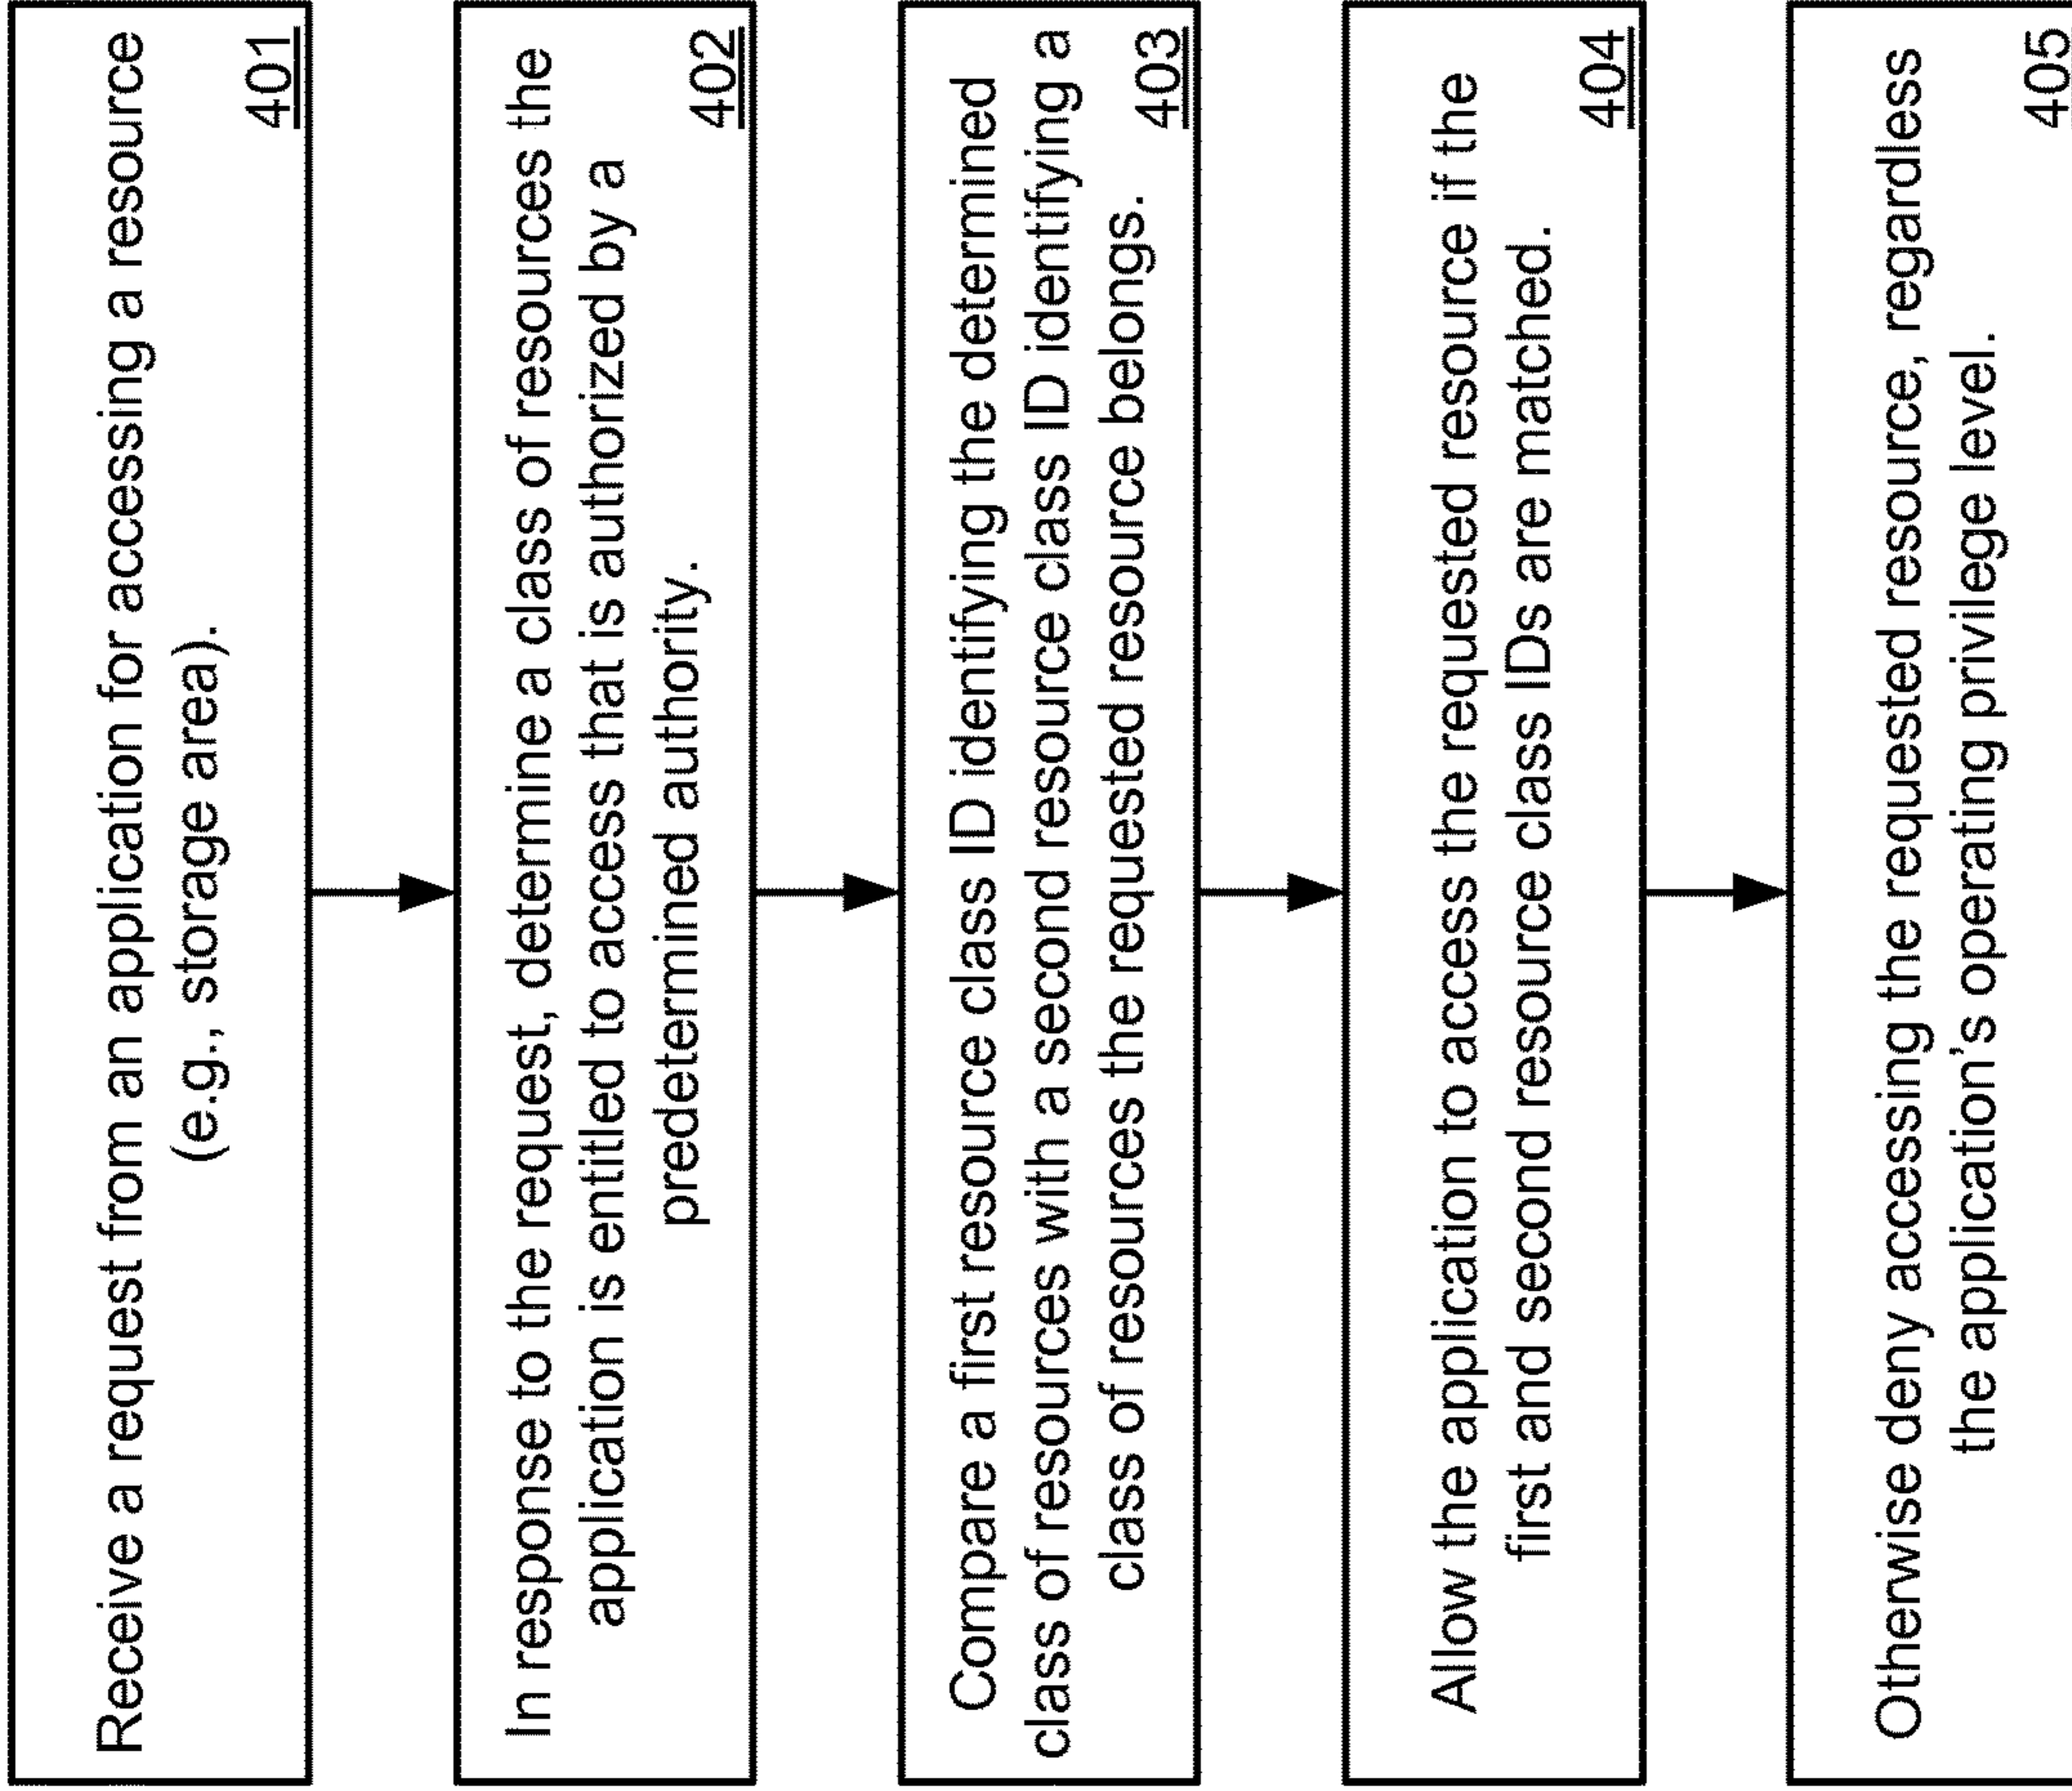 Receive a request from an application for accessing a resource
(e.g., storage area).
401
In response to the request, determine a class of resources the
application is entitled to access that is authorized by a
predetermined authority.
402
Compare a first resource class ID identifying the determined
class of resources with a second resource class ID identifying a
class of resources the requested resource belongs.
403
Allow the application to access the requested resource if the
first and second resource class IDs are matched.
404
Otherwise deny accessing the requested resource, regardless
the application's operating privilege level.
405